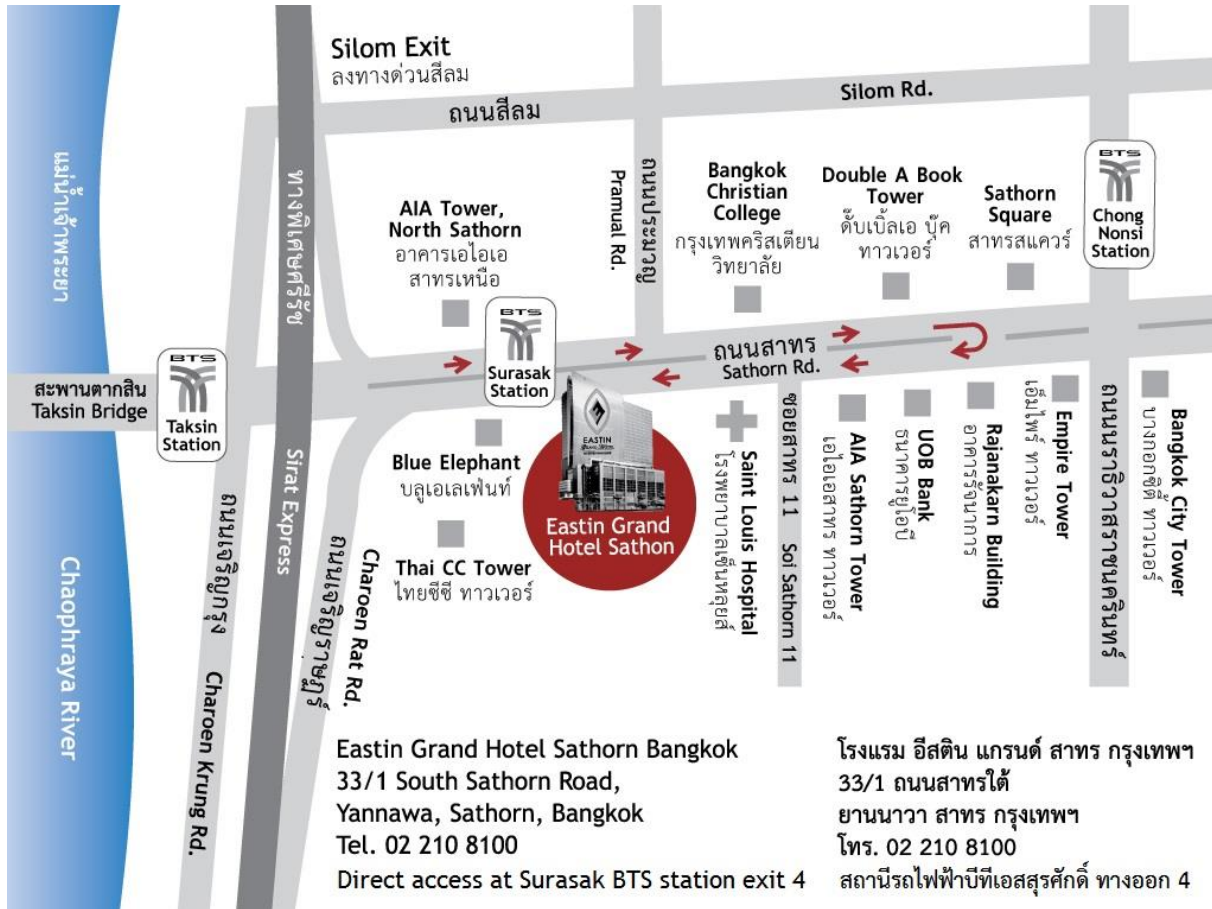 Silom Exit
ลงทางด่วนสีลม
ถนนสีลม
Silom Rd.
แม่น้ำเจ้าพระยา
Chaophraya River
ทางพิเศษศรีรัช
Sirat Express
ถนนประมวญ
Pramual Rd.
AIA Tower,
North Sathorn
อาคารเอไอเอ
สาทรเหนือ
Bangkok
Christian
College
กรุงเทพคริสเตียน
วิทยาลัย
Double A Book
Tower
ดั๊บเบิ้ลเอ บุ๊ค
ทาวเวอร์
Sathorn
Square
สาทรสแควร์
BTS
Chong
Nonsi
Station
BTS
Surasak
Station
BTS
Taksin
Station
สะพานตากสิน
Taksin Bridge
ถนนสาทร
Sathorn Rd.
Blue Elephant
บลูเอเลเฟ่นท์
Thai CC Tower
ไทยซีซี ทาวเวอร์
EASTIN
Eastin Grand
Hotel Sathon
Saint Louis Hospital
โรงพยาบาลเซ็นหลุยส์
ซอยสาทร 11 Soi Sathorn 11
AIA Sathorn Tower
เอไอเอสาทร ทาวเวอร์
UOB Bank
ธนาคารยูโอบี
Rajanakarn Building
อาคารรัจนาการ
Empire Tower
เอ็มไพร์ ทาวเวอร์
ถนนนราธิวาสราชนครินทร์
Bangkok City Tower
บางกอกซิตี้ ทาวเวอร์
ถนนเจริญกรุง
Charoen Krung Rd.
ถนนเจริญราษฎร์
Charoen Rat Rd.
Eastin Grand Hotel Sathorn Bangkok
33/1 South Sathorn Road,
Yannawa, Sathorn, Bangkok
Tel. 02 210 8100
Direct access at Surasak BTS station exit 4
โรงแรม อีสติน แกรนด์ สาทร กรุงเทพฯ
33/1 ถนนสาทรใต้
ยานนาวา สาทร กรุงเทพฯ
โทร. 02 210 8100
สถานีรถไฟฟ้าบีทีเอสสุรศักดิ์ ทางออก 4